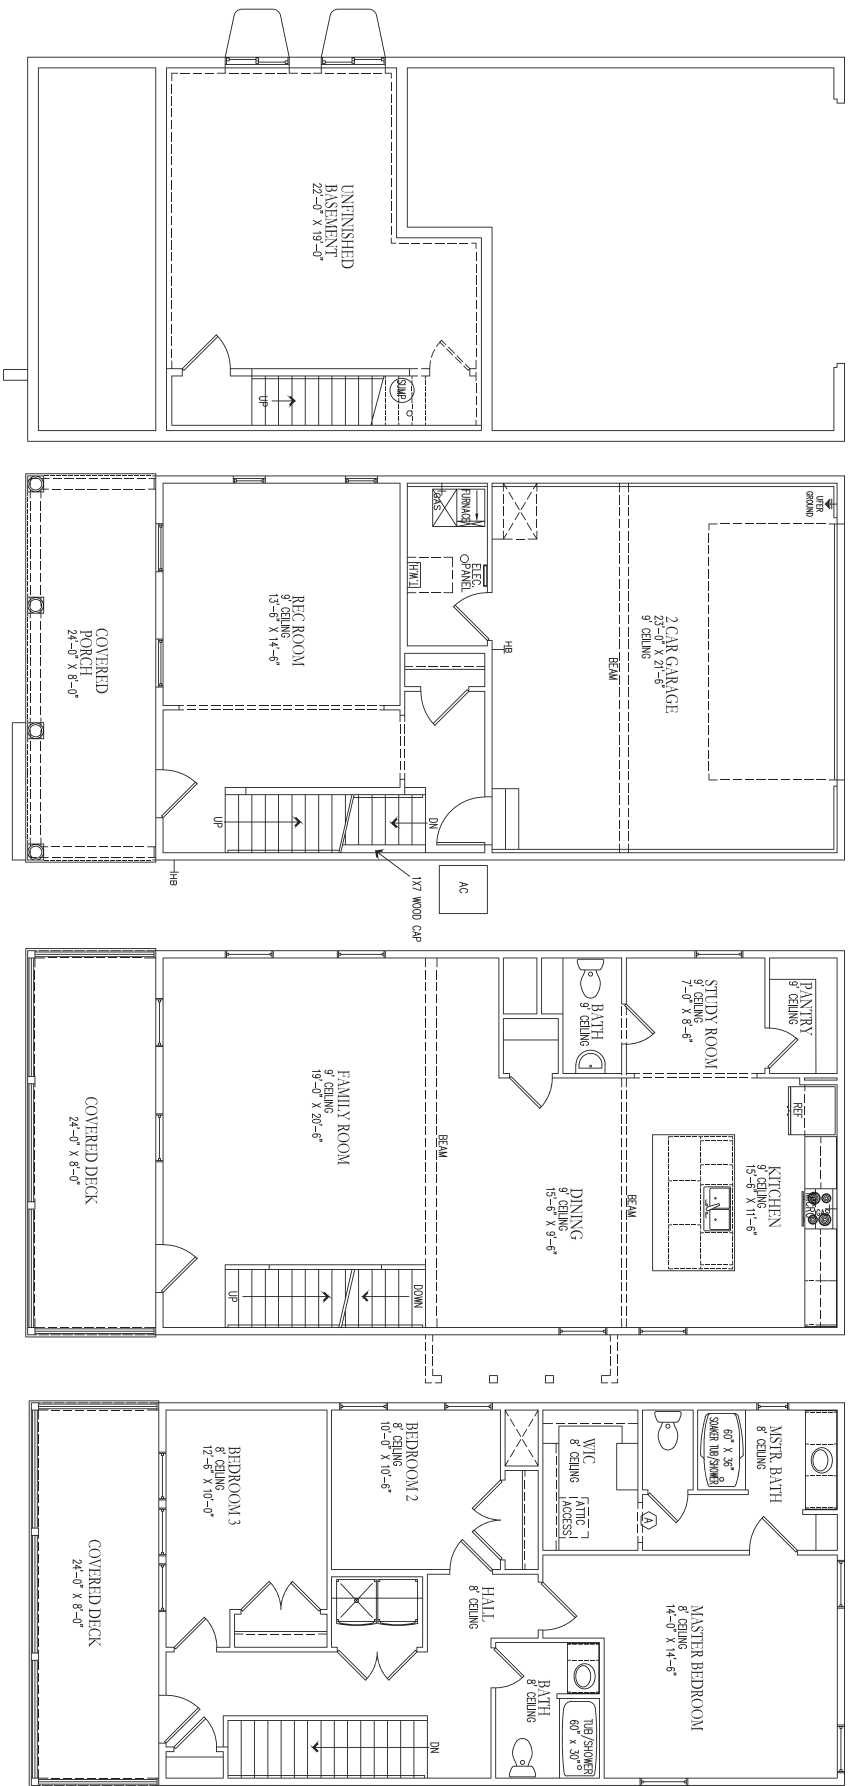 UNFINISHED
BASEMENT
22'-0" X 19'-0"
UP
SUMP
UFER
GROUND
2 CAR GARAGE
23'-0" X 21'-6"
9' CEILING
BEAM
FURNACE
GAS
ELEC.
PANEL
T.W.H.
HB
REC ROOM
9' CEILING
13'-6" X 14'-6"
COVERED
PORCH
24'-0" X 8'-0"
UP
DN
HB
AC
1X7 WOOD CAP
PANTRY
9' CEILING
STUDY ROOM
9' CEILING
7'-0" X 8'-6"
BATH
9' CEILING
REF
KITCHEN
9' CEILING
15'-6" X 11'-6"
BEAM
DINING
9' CEILING
15'-6" X 9'-6"
BEAM
FAMILY ROOM
9' CEILING
19'-0" X 20'-6"
COVERED DECK
24'-0" X 8'-0"
UP
DOWN
MSTR. BATH
8' CEILING
60" X 36"
SOAKER TUB/SHOWER
WIC
8' CEILING
ATTIC
ACCESS
A
BEDROOM 2
8' CEILING
10'-0" X 10'-6"
BEDROOM 3
8' CEILING
12'-6" X 10'-0"
HALL
8' CEILING
MASTER BEDROOM
8' CEILING
14'-0" X 14'-6"
BATH
8' CEILING
TUB/SHOWER
60" X 30"
DN
COVERED DECK
24'-0" X 8'-0"